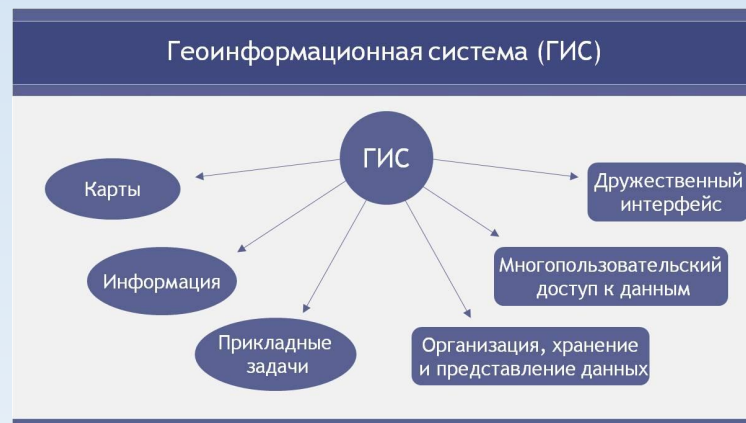 Геоинформационная система (ГИС)
ГИС
Карты
Информация
Прикладные
задачи
Организация, хранение
и представление данных
Многопользовательский
доступ к данным
Дружественный
интерфейс